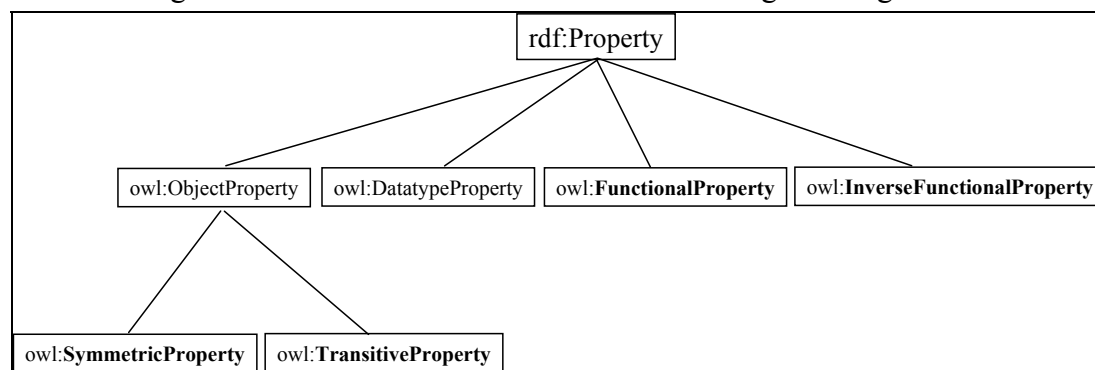 rdf:Property
owl:ObjectProperty
owl:DatatypeProperty
owl:FunctionalProperty
owl:InverseFunctionalProperty
owl:SymmetricProperty
owl:TransitiveProperty